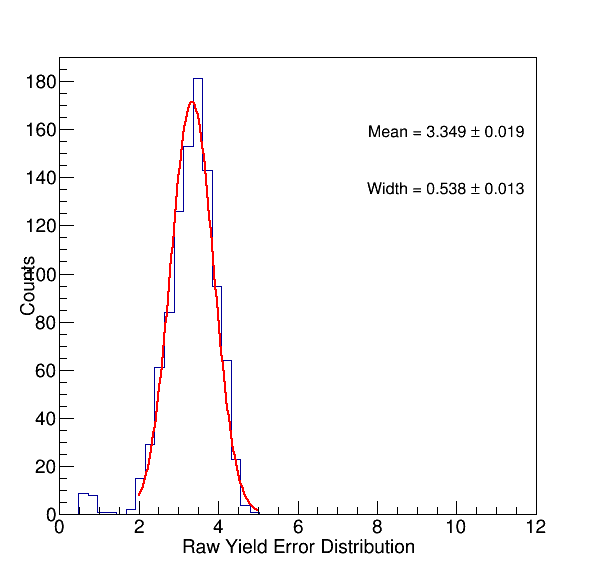 180
160
140
120
100
80
60
40
20
0
Counts
Mean = 3.349 ± 0.019
Width = 0.538 ± 0.013
0 2 4 6 8 10 12
Raw Yield Error Distribution